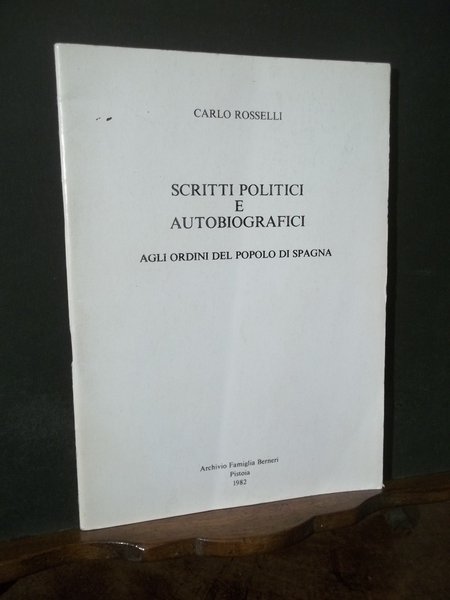 CARLO ROSSELLI
SCRITTI POLITICI
E
AUTOBIOGRAFICI
AGLI ORDINI DEL POPOLO DI SPAGNA
Archivio Famiglia Berneri
Pistoia
1982